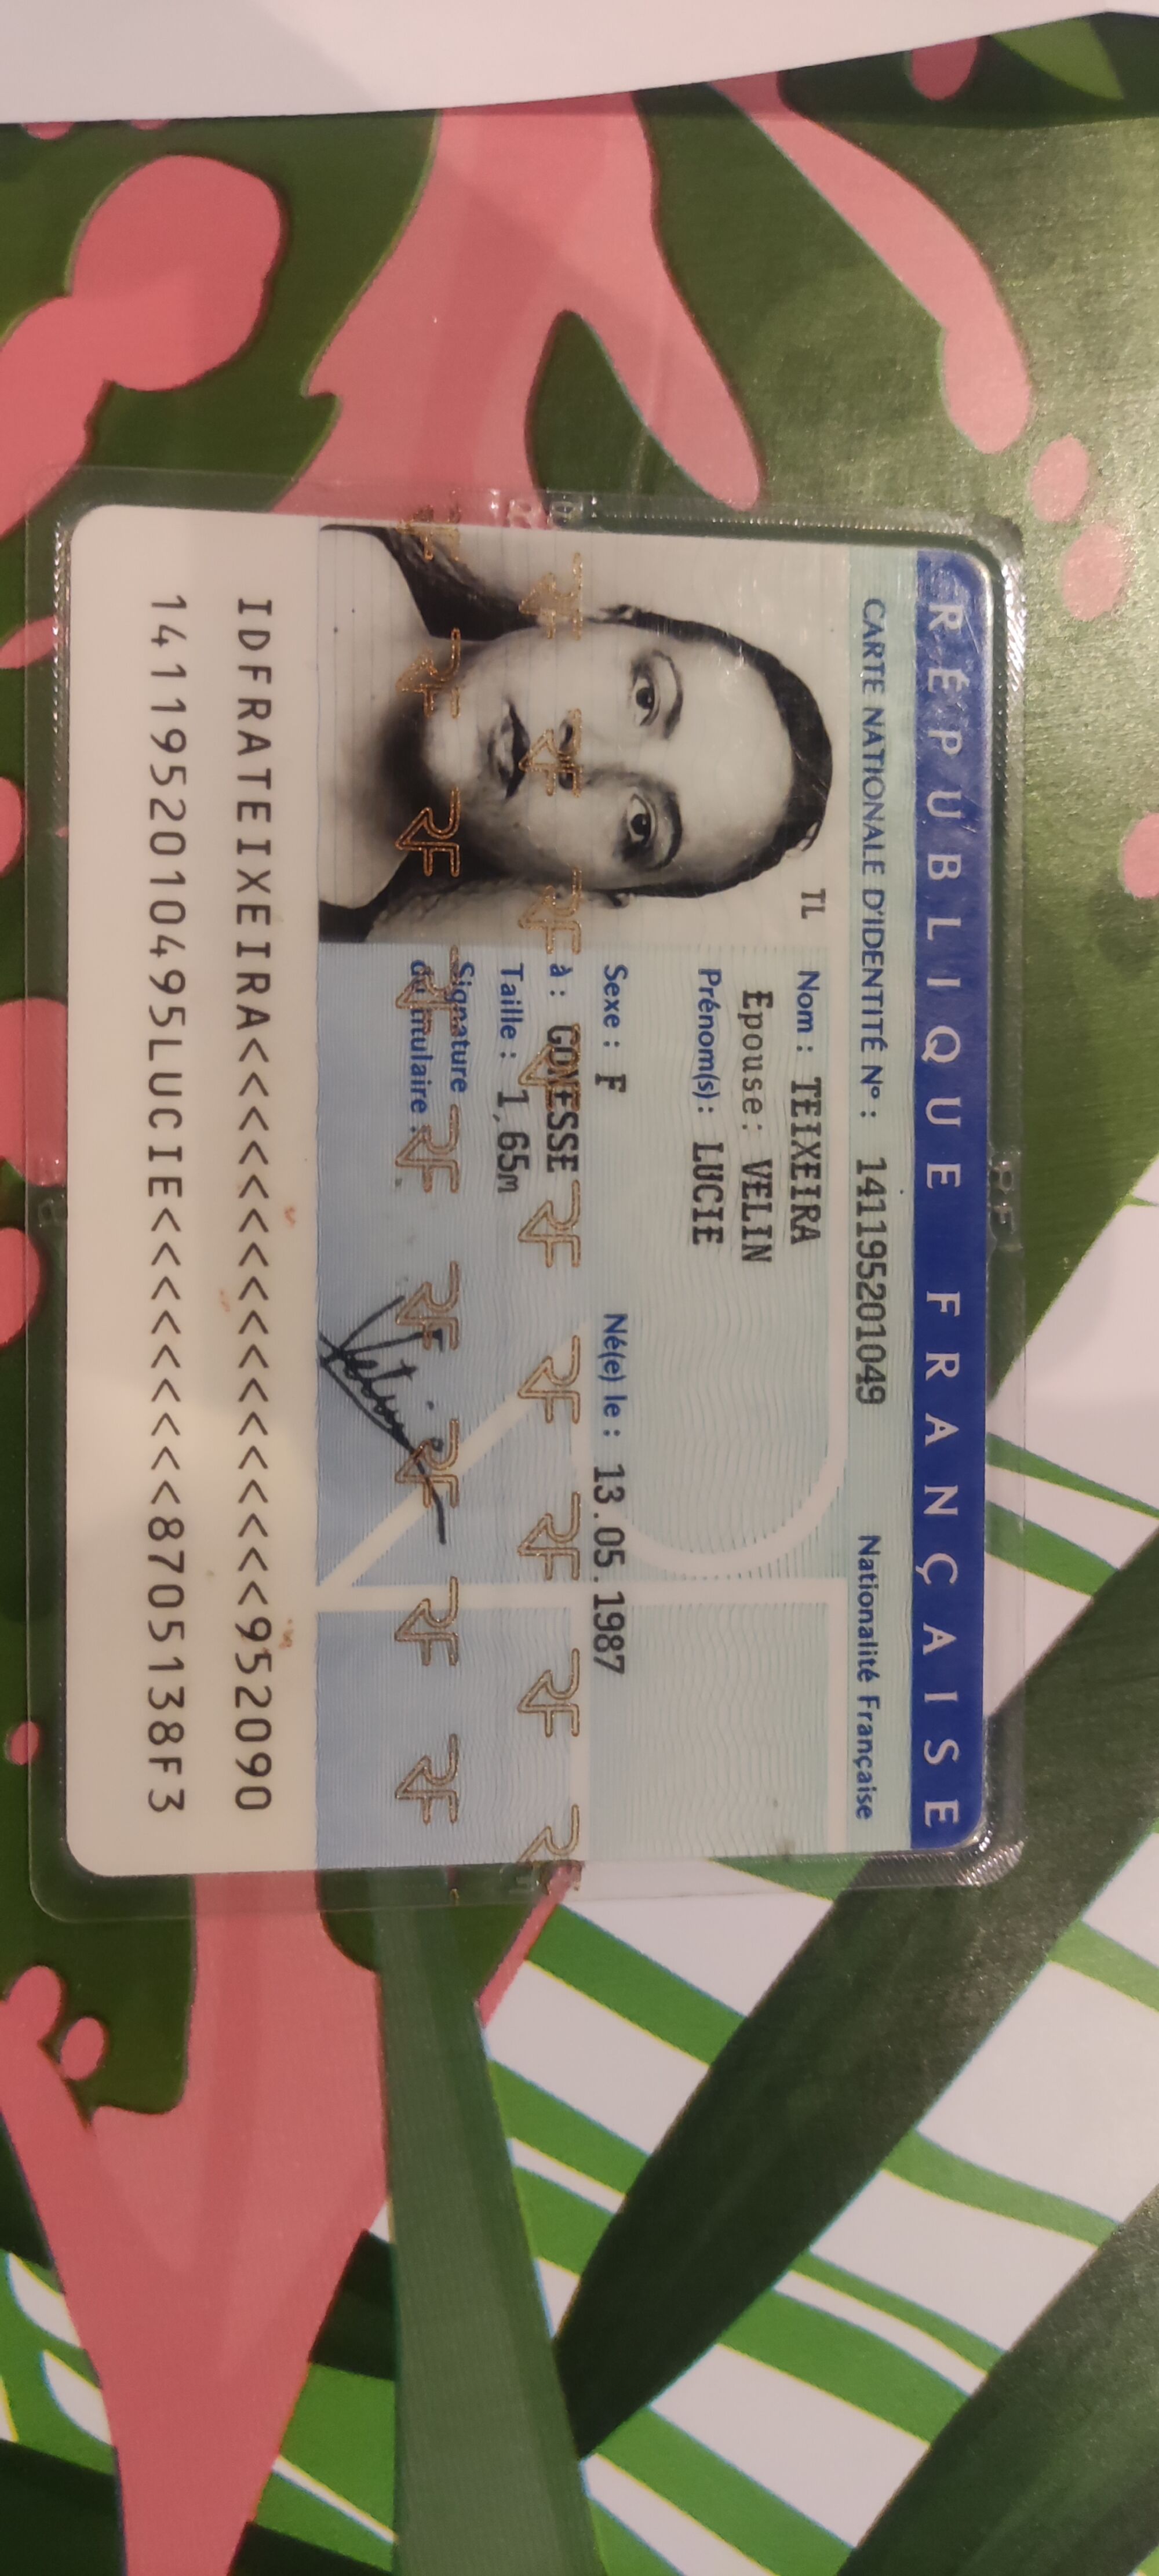 RÉPUBLIQUE FRANÇAISE
CARTE NATIONALE D'IDENTITÉ N° : 141195201049 Nationalité Française
TL
Nom : TEIXEIRA
Epouse : VELIN
Prénom(s) : LUCIE
Sexe : F Né(e) le : 13.05.1987
à : GONESSE
Taille : 1,65m
Signature
du titulaire :
IDFRATEIXEIRA<<<<<<<<<<<<<<<<<952090
1411952010495LUCIE<<<<<<<<<8705138F3